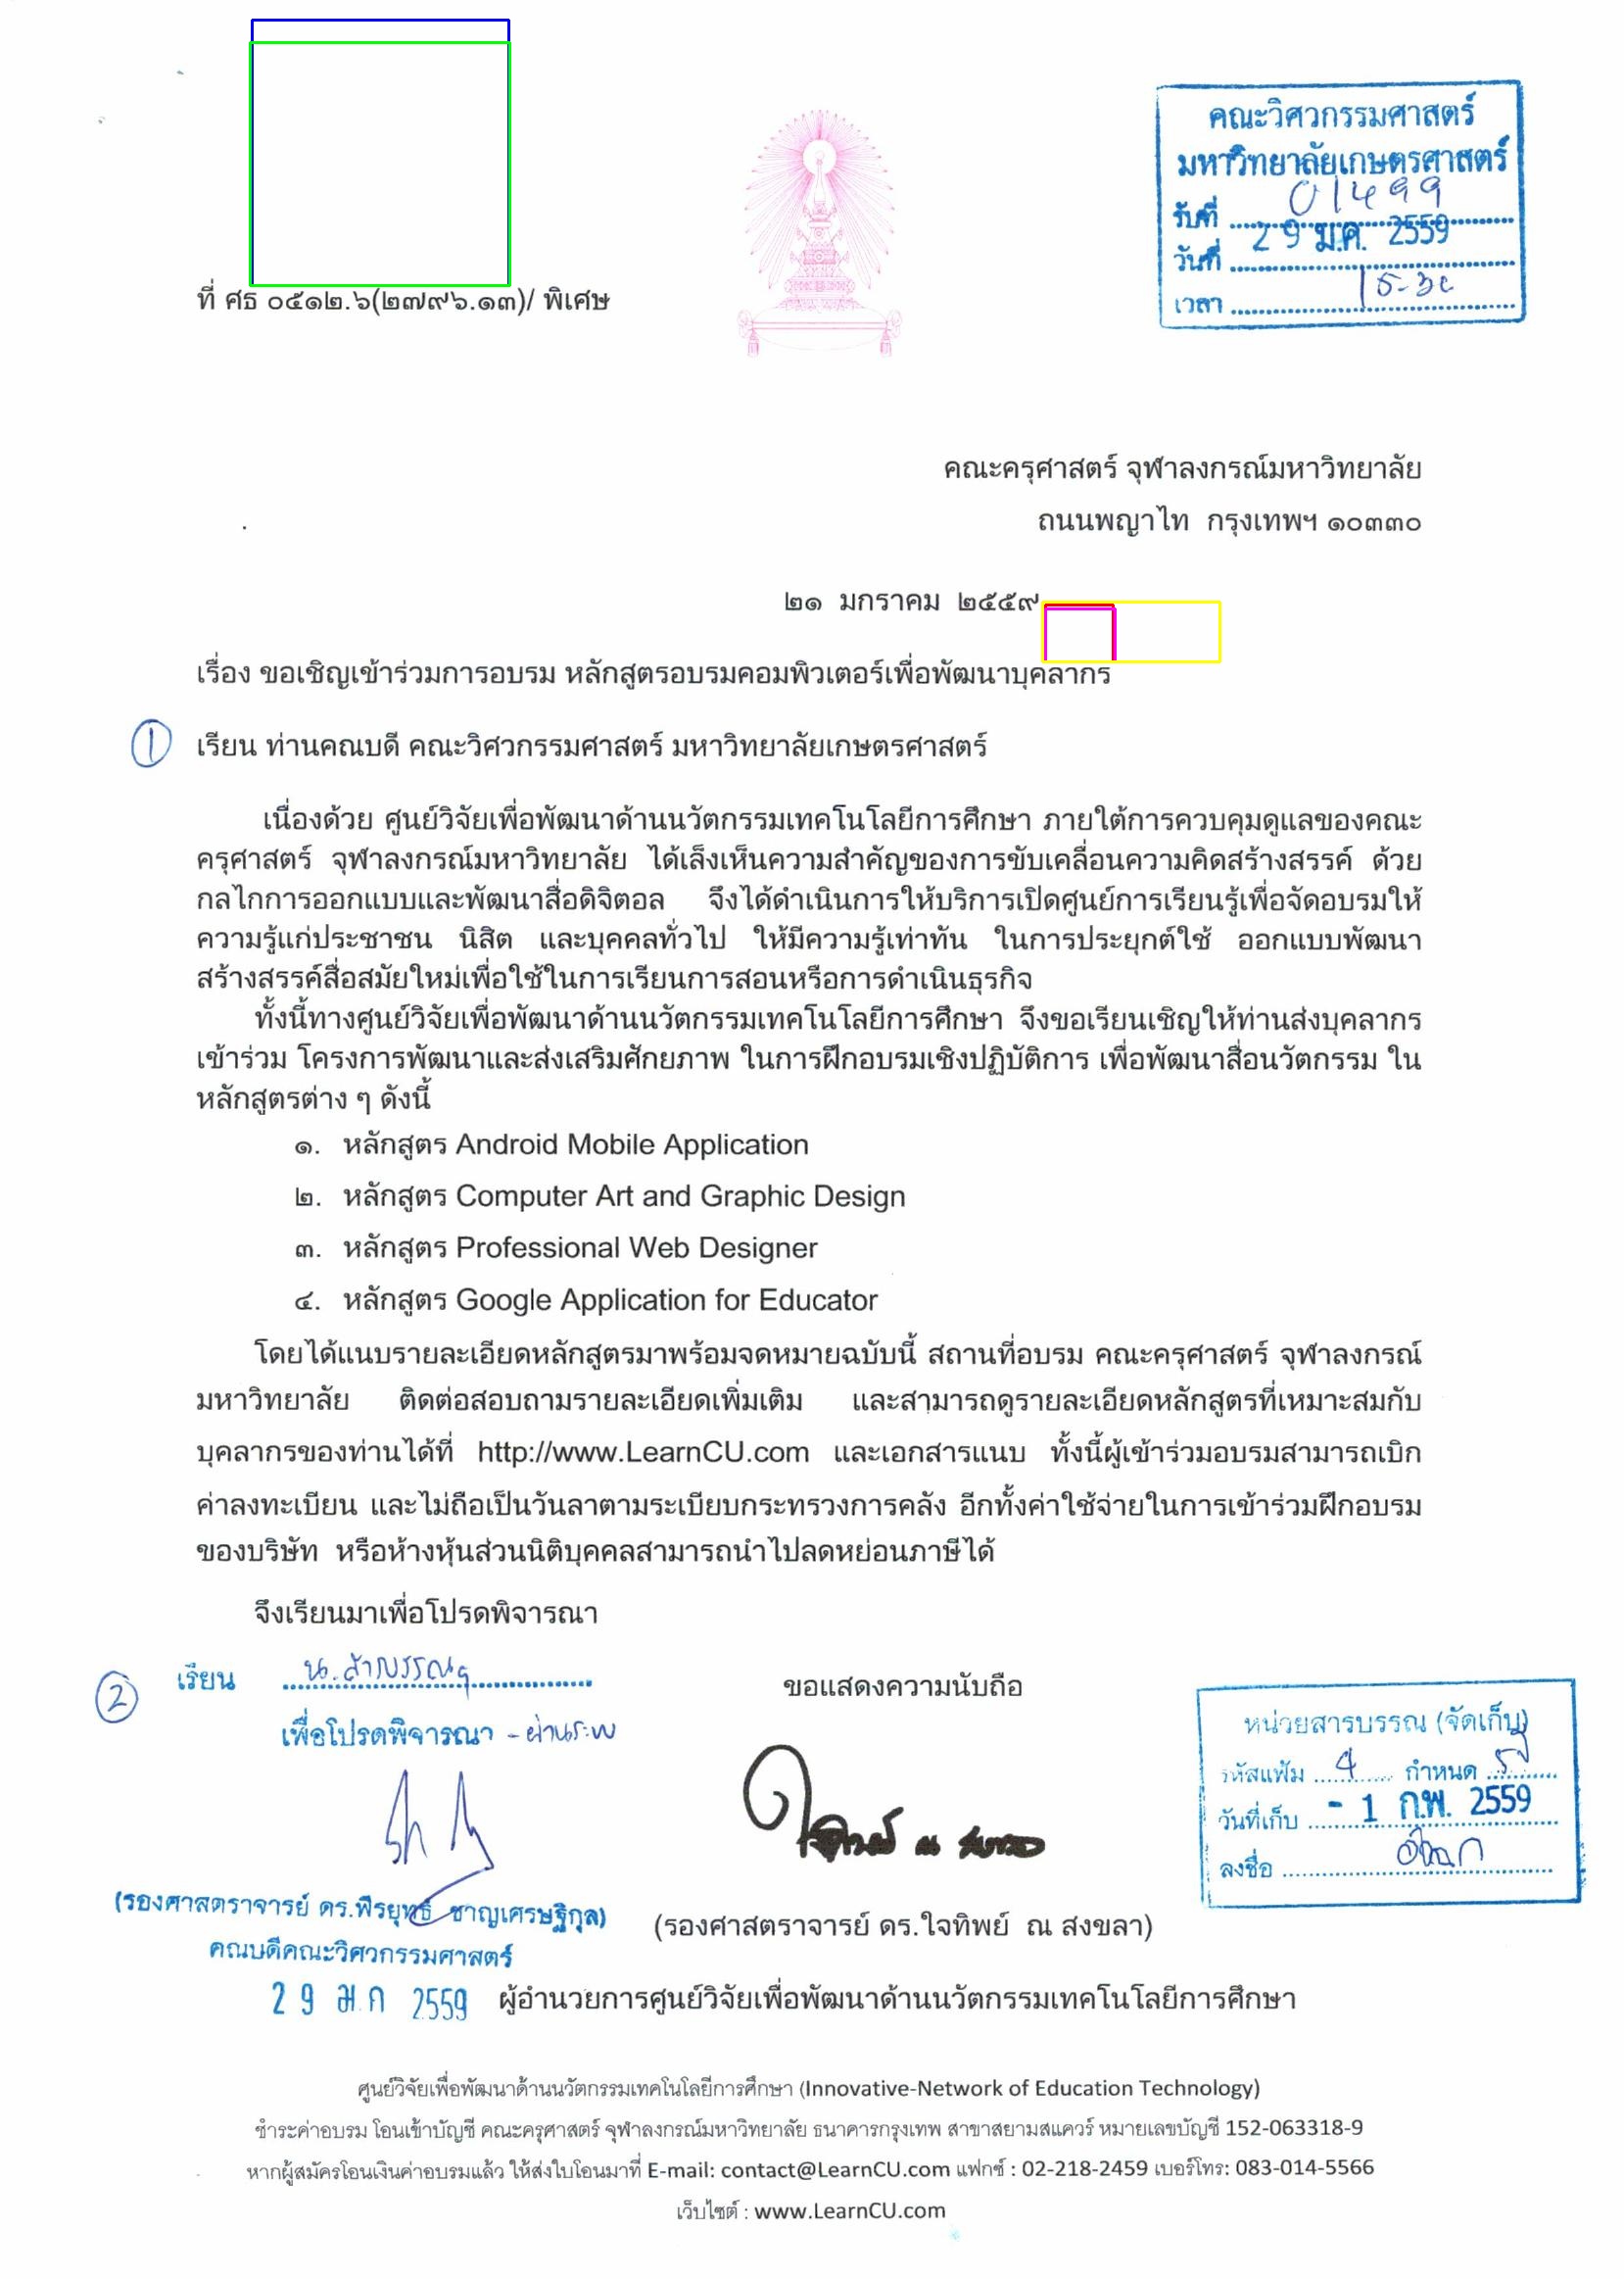 คณะวิศวกรรมศาสตร์
มหาวิทยาลัยเกษตรศาสตร์
รับที่ 01499
วันที่ 29 ม.ค. 2559
เวลา
ที่ ศธ ๐๕๑๒.๖(๒๗๙๖.๑๓)/ พิเศษ
คณะครุศาสตร์ จุฬาลงกรณ์มหาวิทยาลัย
ถนนพญาไท กรุงเทพฯ ๑๐๓๓๐
๒๑ มกราคม ๒๕๕๙
เรื่อง ขอเชิญเข้าร่วมการอบรม หลักสูตรอบรมคอมพิวเตอร์เพื่อพัฒนาบุคลากร
1 เรียน ท่านคณบดี คณะวิศวกรรมศาสตร์ มหาวิทยาลัยเกษตรศาสตร์
เนื่องด้วย ศูนย์วิจัยเพื่อพัฒนาด้านนวัตกรรมเทคโนโลยีการศึกษา ภายใต้การควบคุมดูแลของคณะ
ครุศาสตร์ จุฬาลงกรณ์มหาวิทยาลัย ได้เล็งเห็นความสำคัญของการขับเคลื่อนความคิดสร้างสรรค์ ด้วย
กลไกการออกแบบและพัฒนาสื่อดิจิตอล จึงได้ดำเนินการให้บริการเปิดศูนย์การเรียนรู้เพื่อจัดอบรมให้
ความรู้แก่ประชาชน นิสิต และบุคคลทั่วไป ให้มีความรู้เท่าทัน ในการประยุกต์ใช้ ออกแบบพัฒนา
สร้างสรรค์สื่อสมัยใหม่เพื่อใช้ในการเรียนการสอนหรือการดำเนินธุรกิจ
ทั้งนี้ทางศูนย์วิจัยเพื่อพัฒนาด้านนวัตกรรมเทคโนโลยีการศึกษา จึงขอเรียนเชิญให้ท่านส่งบุคลากร
เข้าร่วม โครงการพัฒนาและส่งเสริมศักยภาพ ในการฝึกอบรมเชิงปฏิบัติการ เพื่อพัฒนาสื่อนวัตกรรม ใน
หลักสูตรต่าง ๆ ดังนี้
๑. หลักสูตร Android Mobile Application
๒. หลักสูตร Computer Art and Graphic Design
๓. หลักสูตร Professional Web Designer
๔. หลักสูตร Google Application for Educator
โดยได้แนบรายละเอียดหลักสูตรมาพร้อมจดหมายฉบับนี้ สถานที่อบรม คณะครุศาสตร์ จุฬาลงกรณ์
มหาวิทยาลัย ติดต่อสอบถามรายละเอียดเพิ่มเติม และสามารถดูรายละเอียดหลักสูตรที่เหมาะสมกับ
บุคลากรของท่านได้ที่ http://www.LearnCU.com และเอกสารแนบ ทั้งนี้ผู้เข้าร่วมอบรมสามารถเบิก
ค่าลงทะเบียน และไม่ถือเป็นวันลาตามระเบียบกระทรวงการคลัง อีกทั้งค่าใช้จ่ายในการเข้าร่วมฝึกอบรม
ของบริษัท หรือห้างหุ้นส่วนนิติบุคคลสามารถนำไปลดหย่อนภาษีได้
จึงเรียนมาเพื่อโปรดพิจารณา
2 เรียน
เพื่อโปรดพิจารณา
ขอแสดงความนับถือ
หน่วยสารบรรณ (จัดเก็บ)
รหัสแฟ้ม 4 กำหนด
วันที่เก็บ - 1 ก.พ. 2559
ลงชื่อ
(รองศาสตราจารย์ ดร.พีรยุทธ์ ชาญเศรษฐิกุล)
คณบดีคณะวิศวกรรมศาสตร์
29 ม.ค 2559
(รองศาสตราจารย์ ดร.ใจทิพย์ ณ สงขลา)
ผู้อำนวยการศูนย์วิจัยเพื่อพัฒนาด้านนวัตกรรมเทคโนโลยีการศึกษา
ศูนย์วิจัยเพื่อพัฒนาด้านนวัตกรรมเทคโนโลยีการศึกษา (Innovative-Network of Education Technology)
ชำระค่าอบรม โอนเข้าบัญชี คณะครุศาสตร์ จุฬาลงกรณ์มหาวิทยาลัย ธนาคารกรุงเทพ สาขาสยามสแควร์ หมายเลขบัญชี 152-063318-9
หากผู้สมัครโอนเงินค่าอบรมแล้ว ให้ส่งใบโอนมาที่ E-mail: contact@LearnCU.com แฟกซ์ : 02-218-2459 เบอร์โทร: 083-014-5566
เว็บไซต์ : www.LearnCU.com